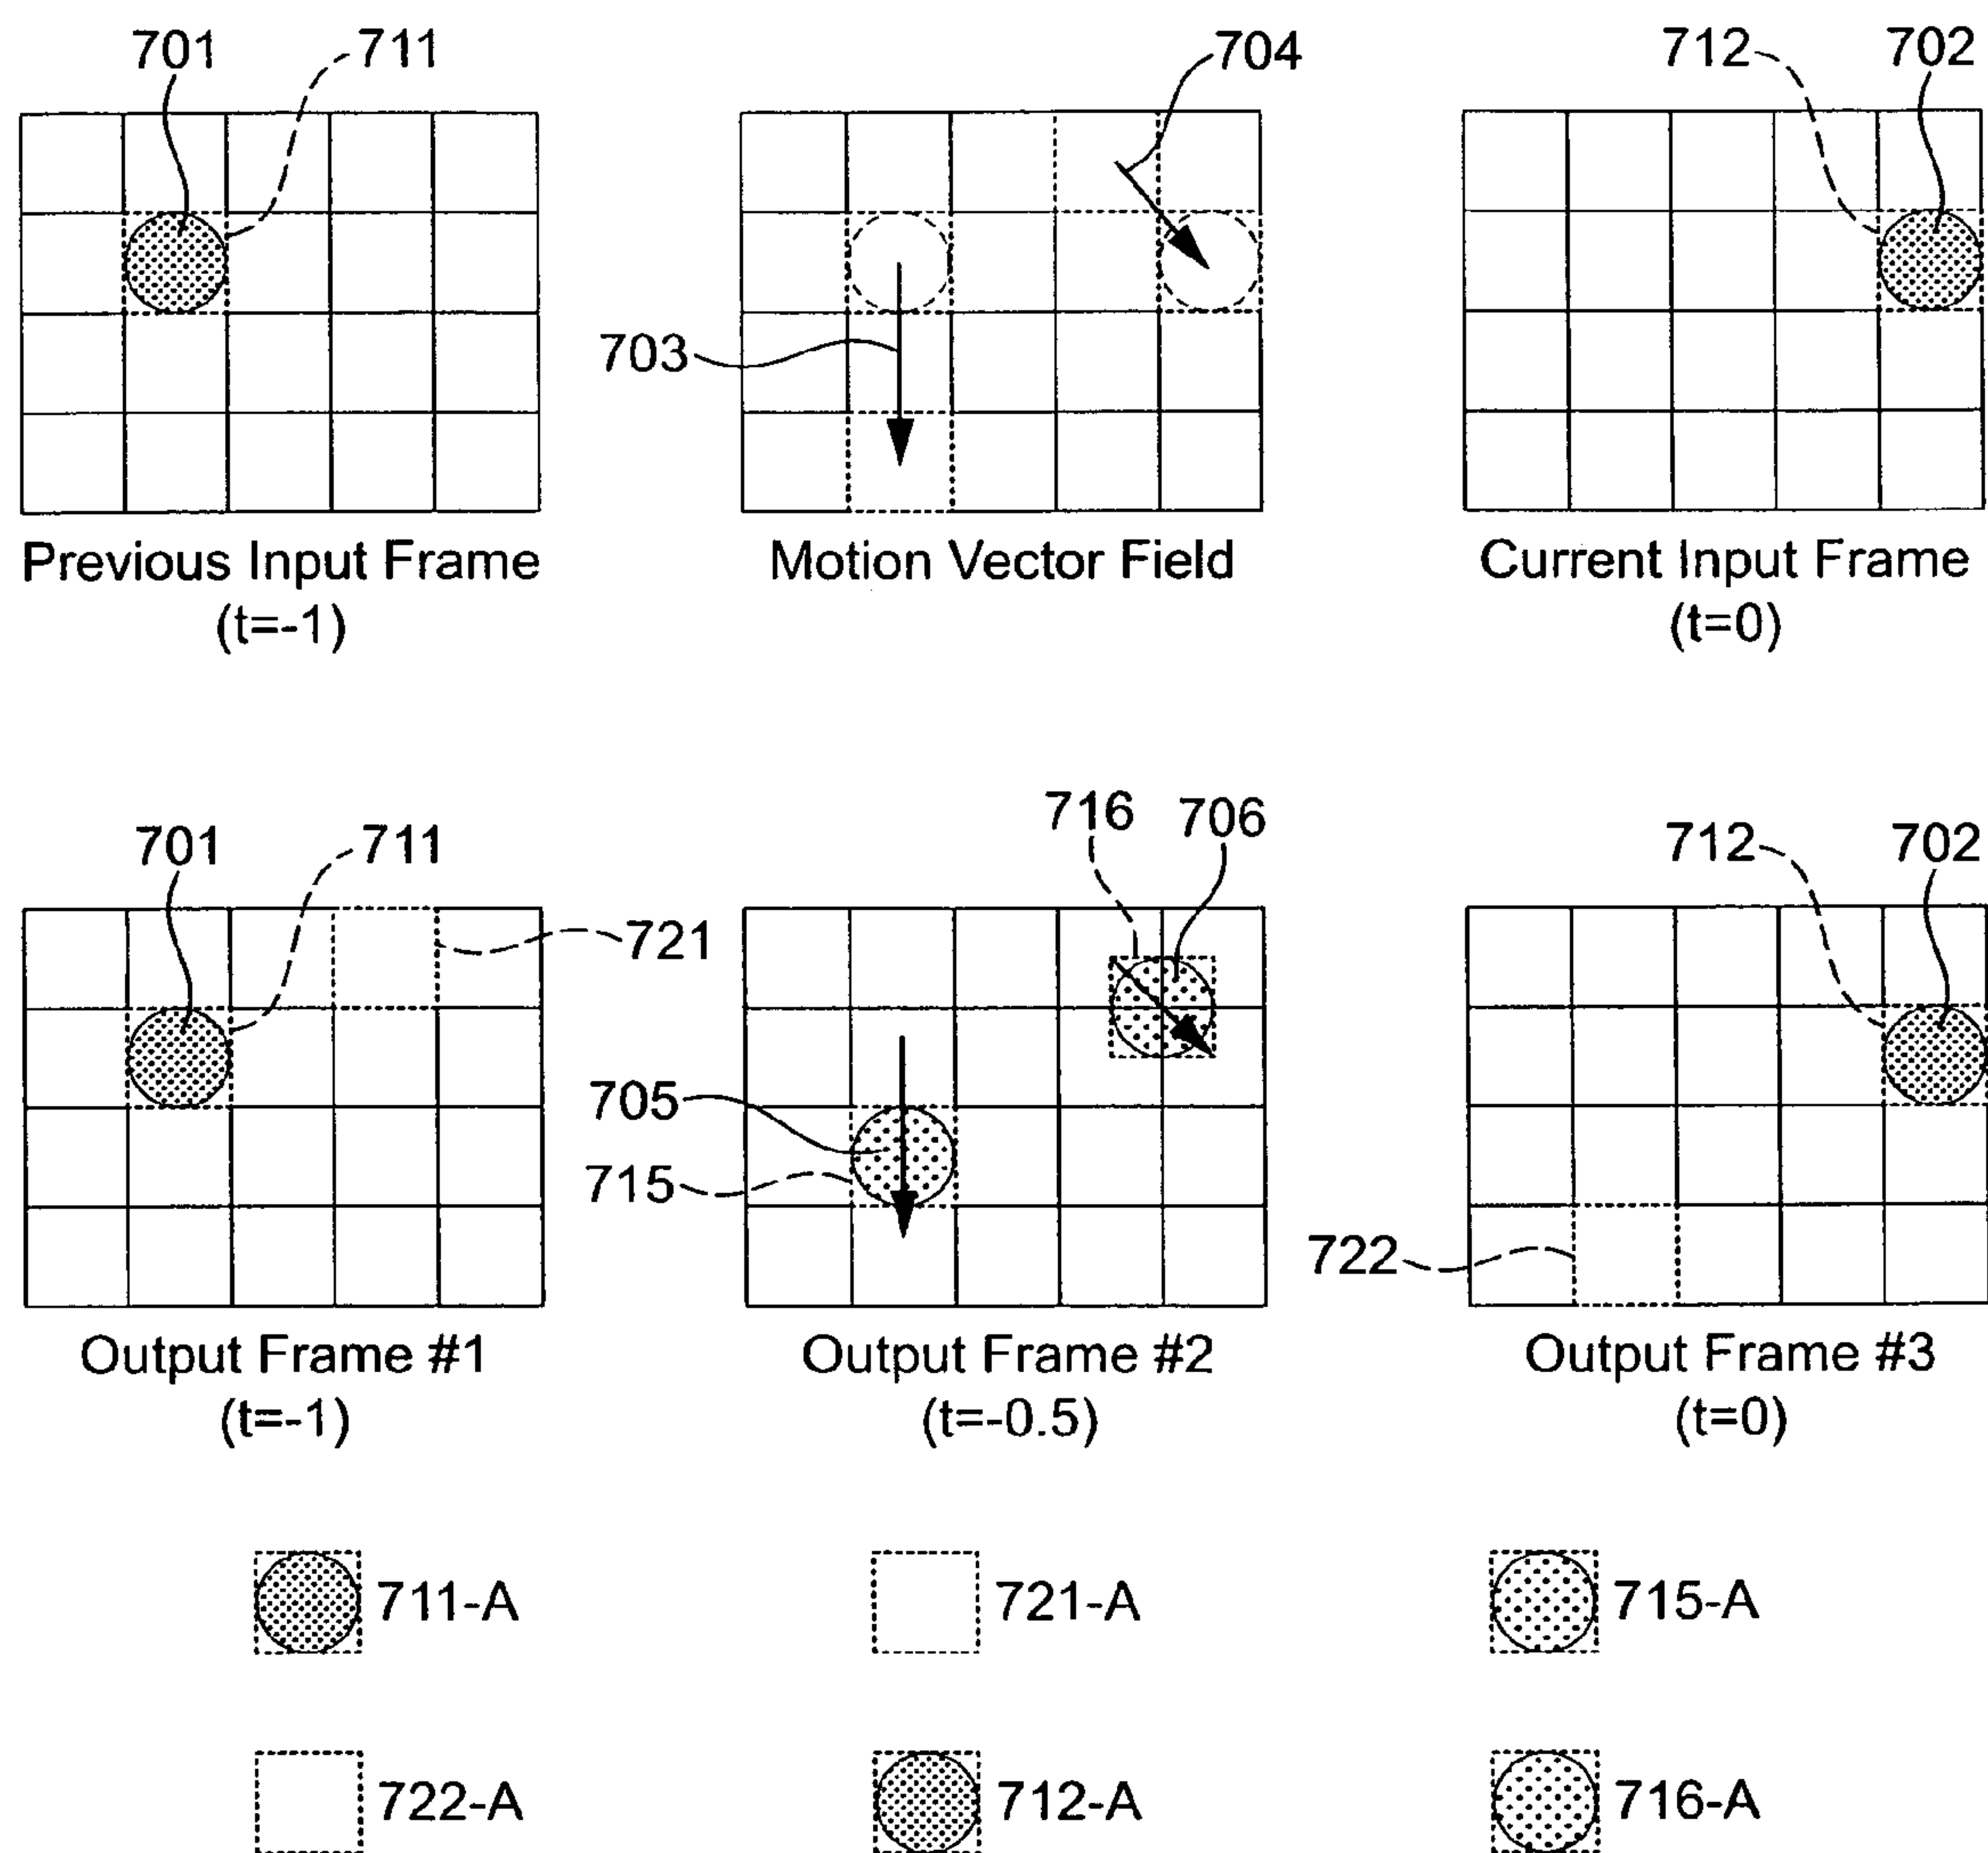 701 711 704 712 702
703
Previous Input Frame Motion Vector Field Current Input Frame
(t=-1) (t=0)
716 706
701 711 712 702
721
705
715
722
Output Frame #1 Output Frame #2 Output Frame #3
(t=-1) (t=-0.5) (t=0)
711-A 721-A 715-A
722-A 712-A 716-A